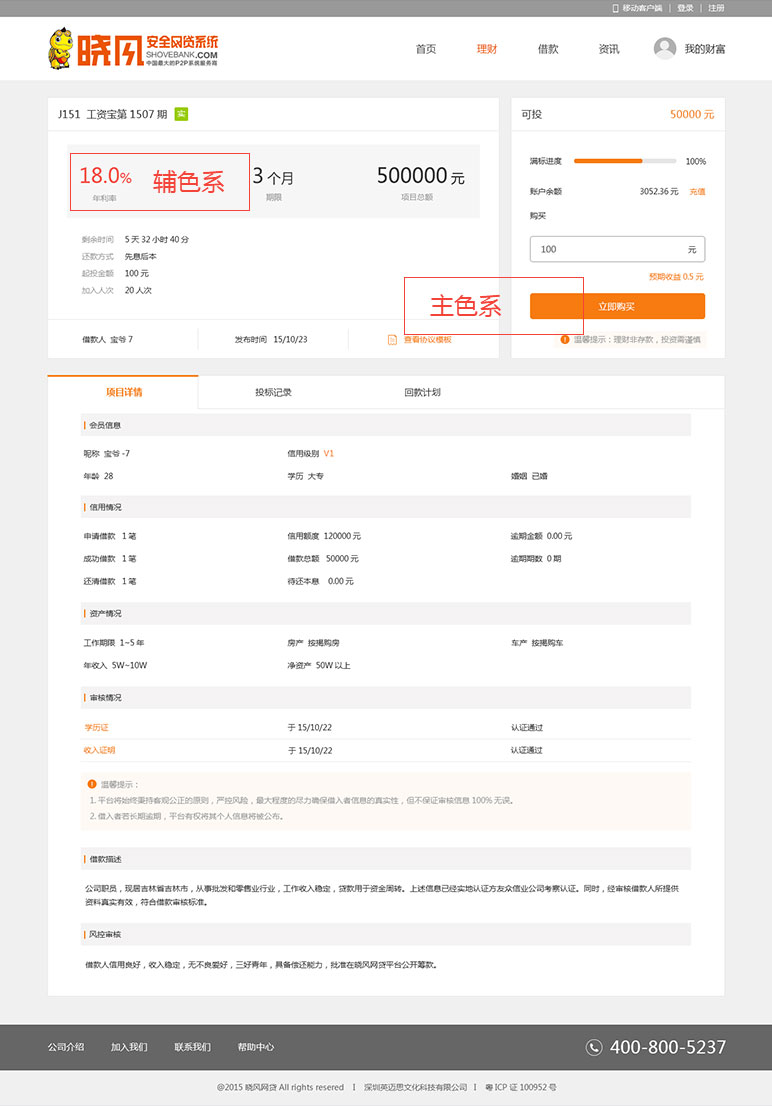 移动客户端 | 登录 | 注册
晓风 安全网贷系统
SHOVEBANK.COM
中国最大的P2P系统服务商
首页 理财 借款 资讯 我的财富
J151 工资宝第 1507 期 实
18.0% 辅色系 3 个月 500000 元
年利率 期限 项目总额
剩余时间 5 天 32 小时 40 分
还款方式 先息后本
起投金额 100 元
加入人次 20 人次
借款人 宝爷 7 发布时间 15/10/23 查看协议模板
主色系
可投 50000 元
满标进度 100%
账户余额 3052.36 元 充值
购买
100 元
预期收益 0.5 元
立即购买
温馨提示：理财非存款，投资需谨慎
项目详情 投标记录 回款计划
会员信息
昵称 宝爷 -7 信用级别 V1
年龄 28 学历 大专 婚姻 已婚
信用情况
申请借款 1 笔 信用额度 120000 元 逾期金额 0.00 元
成功借款 1 笔 借款总额 50000 元 逾期期数 0 期
还清借款 1 笔 待还本息 0.00 元
资产情况
工作期限 1~5 年 房产 按揭购房 车产 按揭购车
年收入 5W~10W 净资产 50W 以上
审核情况
学历证 于 15/10/22 认证通过
收入证明 于 15/10/22 认证通过
温馨提示：
1. 平台将始终秉持客观公正的原则，严控风险，最大程度的尽力确保借入者信息的真实性，但不保证审核信息 100% 无误。
2. 借入者若长期逾期，平台有权将其个人信息将被公布。
借款描述
公司职员，现居吉林省吉林市，从事批发和零售业行业，工作收入稳定，贷款用于资金周转。上述信息已经实地认证方友众信业公司考察认证。同时，经审核借款人所提供
资料真实有效，符合借款审核标准。
风控审核
借款人信用良好，收入稳定，无不良爱好，三好青年，具备偿还能力，批准在晓风网贷平台公开筹款。
公司介绍 加入我们 联系我们 帮助中心 400-800-5237
@2015 晓风网贷 All rights resered I 深圳英迈思文化科技有限公司 I 粤 ICP 证 100952 号